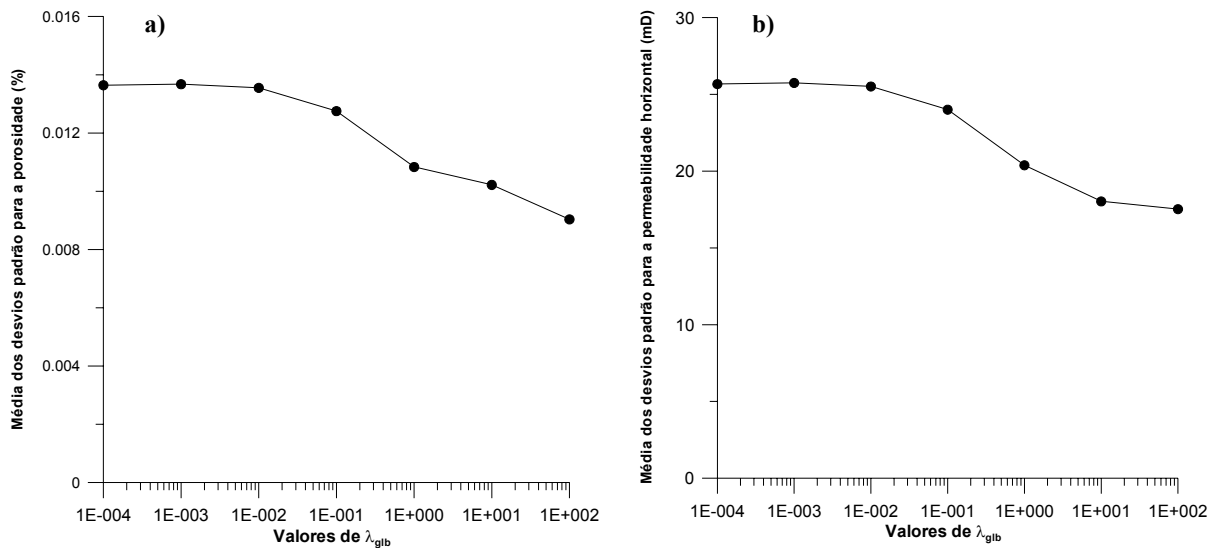 a)
Média dos desvios padrão para a porosidade (%)
0.016
0.012
0.008
0.004
0
1E-004 1E-003 1E-002 1E-001 1E+000 1E+001 1E+002
Valores de λglb
b)
Média dos desvios padrão para a permeabilidade horizontal (mD)
30
20
10
0
1E-004 1E-003 1E-002 1E-001 1E+000 1E+001 1E+002
Valores de λglb